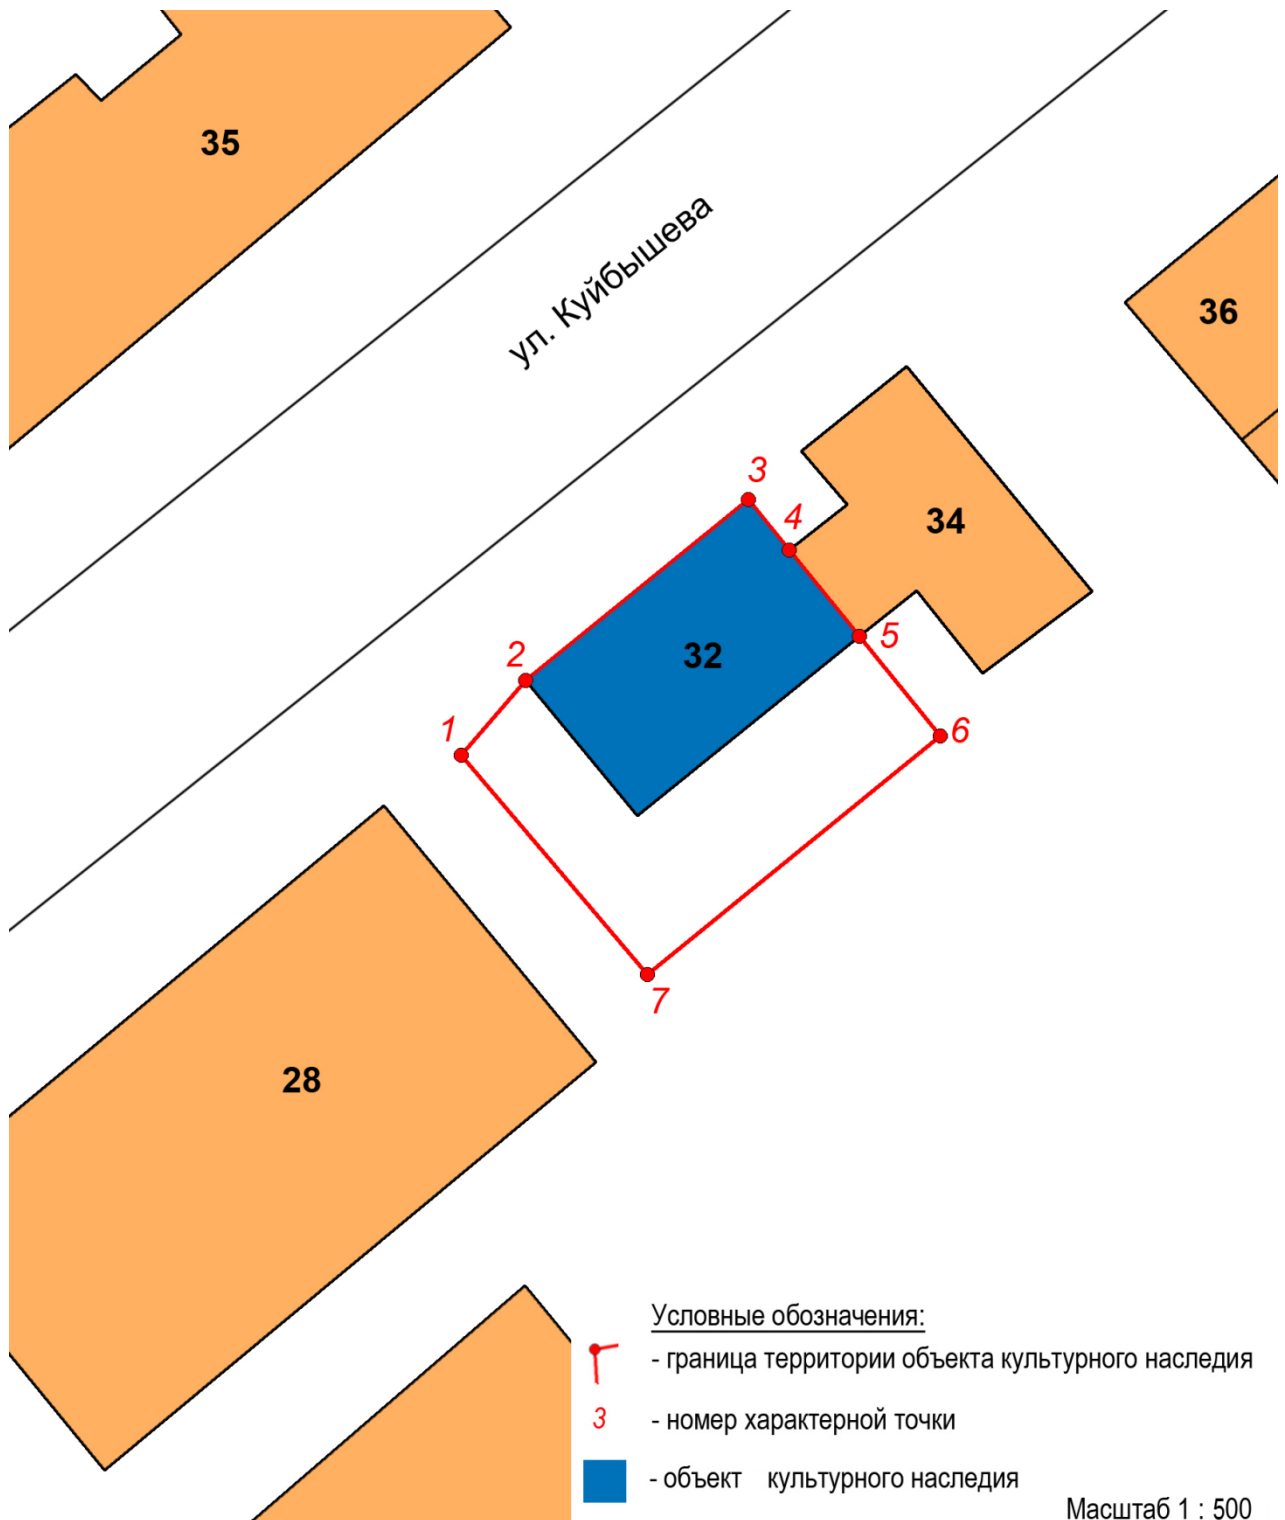 35
ул. Куйбышева
36
3
4
34
5
32
2
1
6
7
28
Условные обозначения:
- граница территории объекта культурного наследия
3 - номер характерной точки
- объект культурного наследия
Масштаб 1 : 500